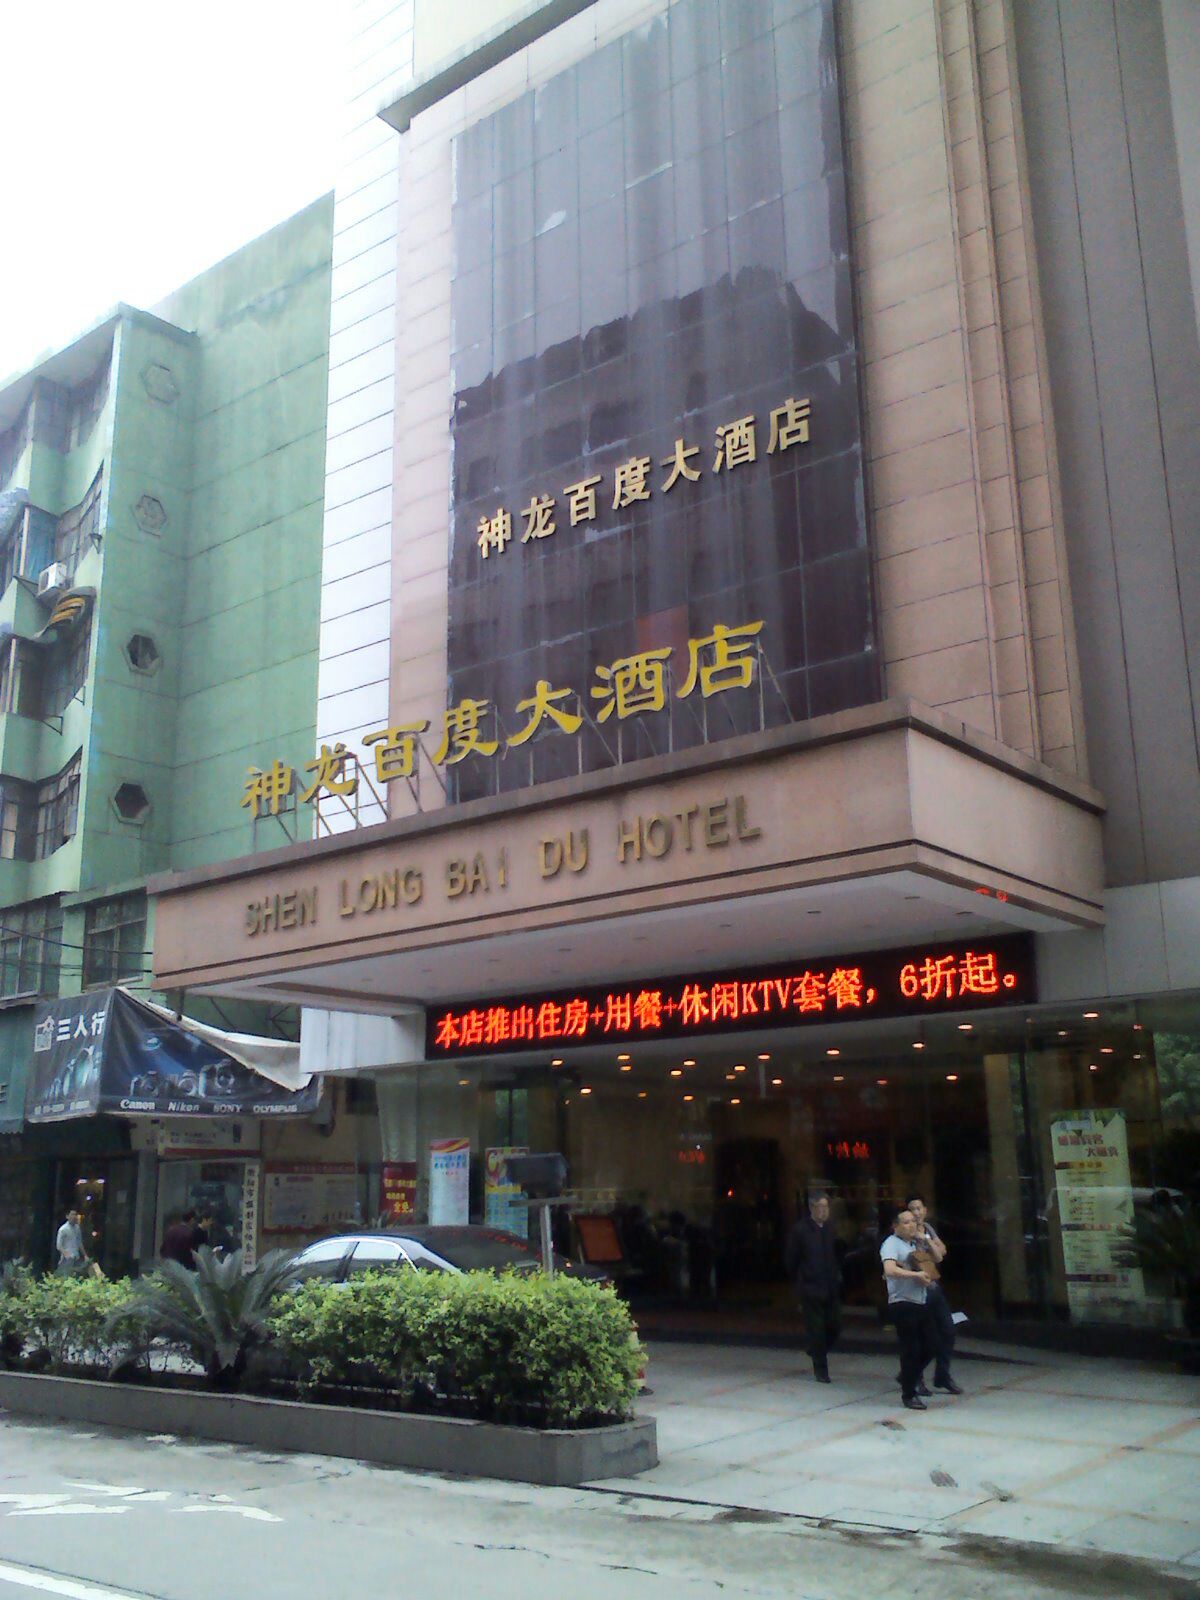 神龙百度大酒店
神龙百度大酒店
SHEN LONG BAI DU HOTEL
本店推出住房+用餐+休闲KTV套餐，6折起。
三人行
Canon Nikon SONY OLYMPUS